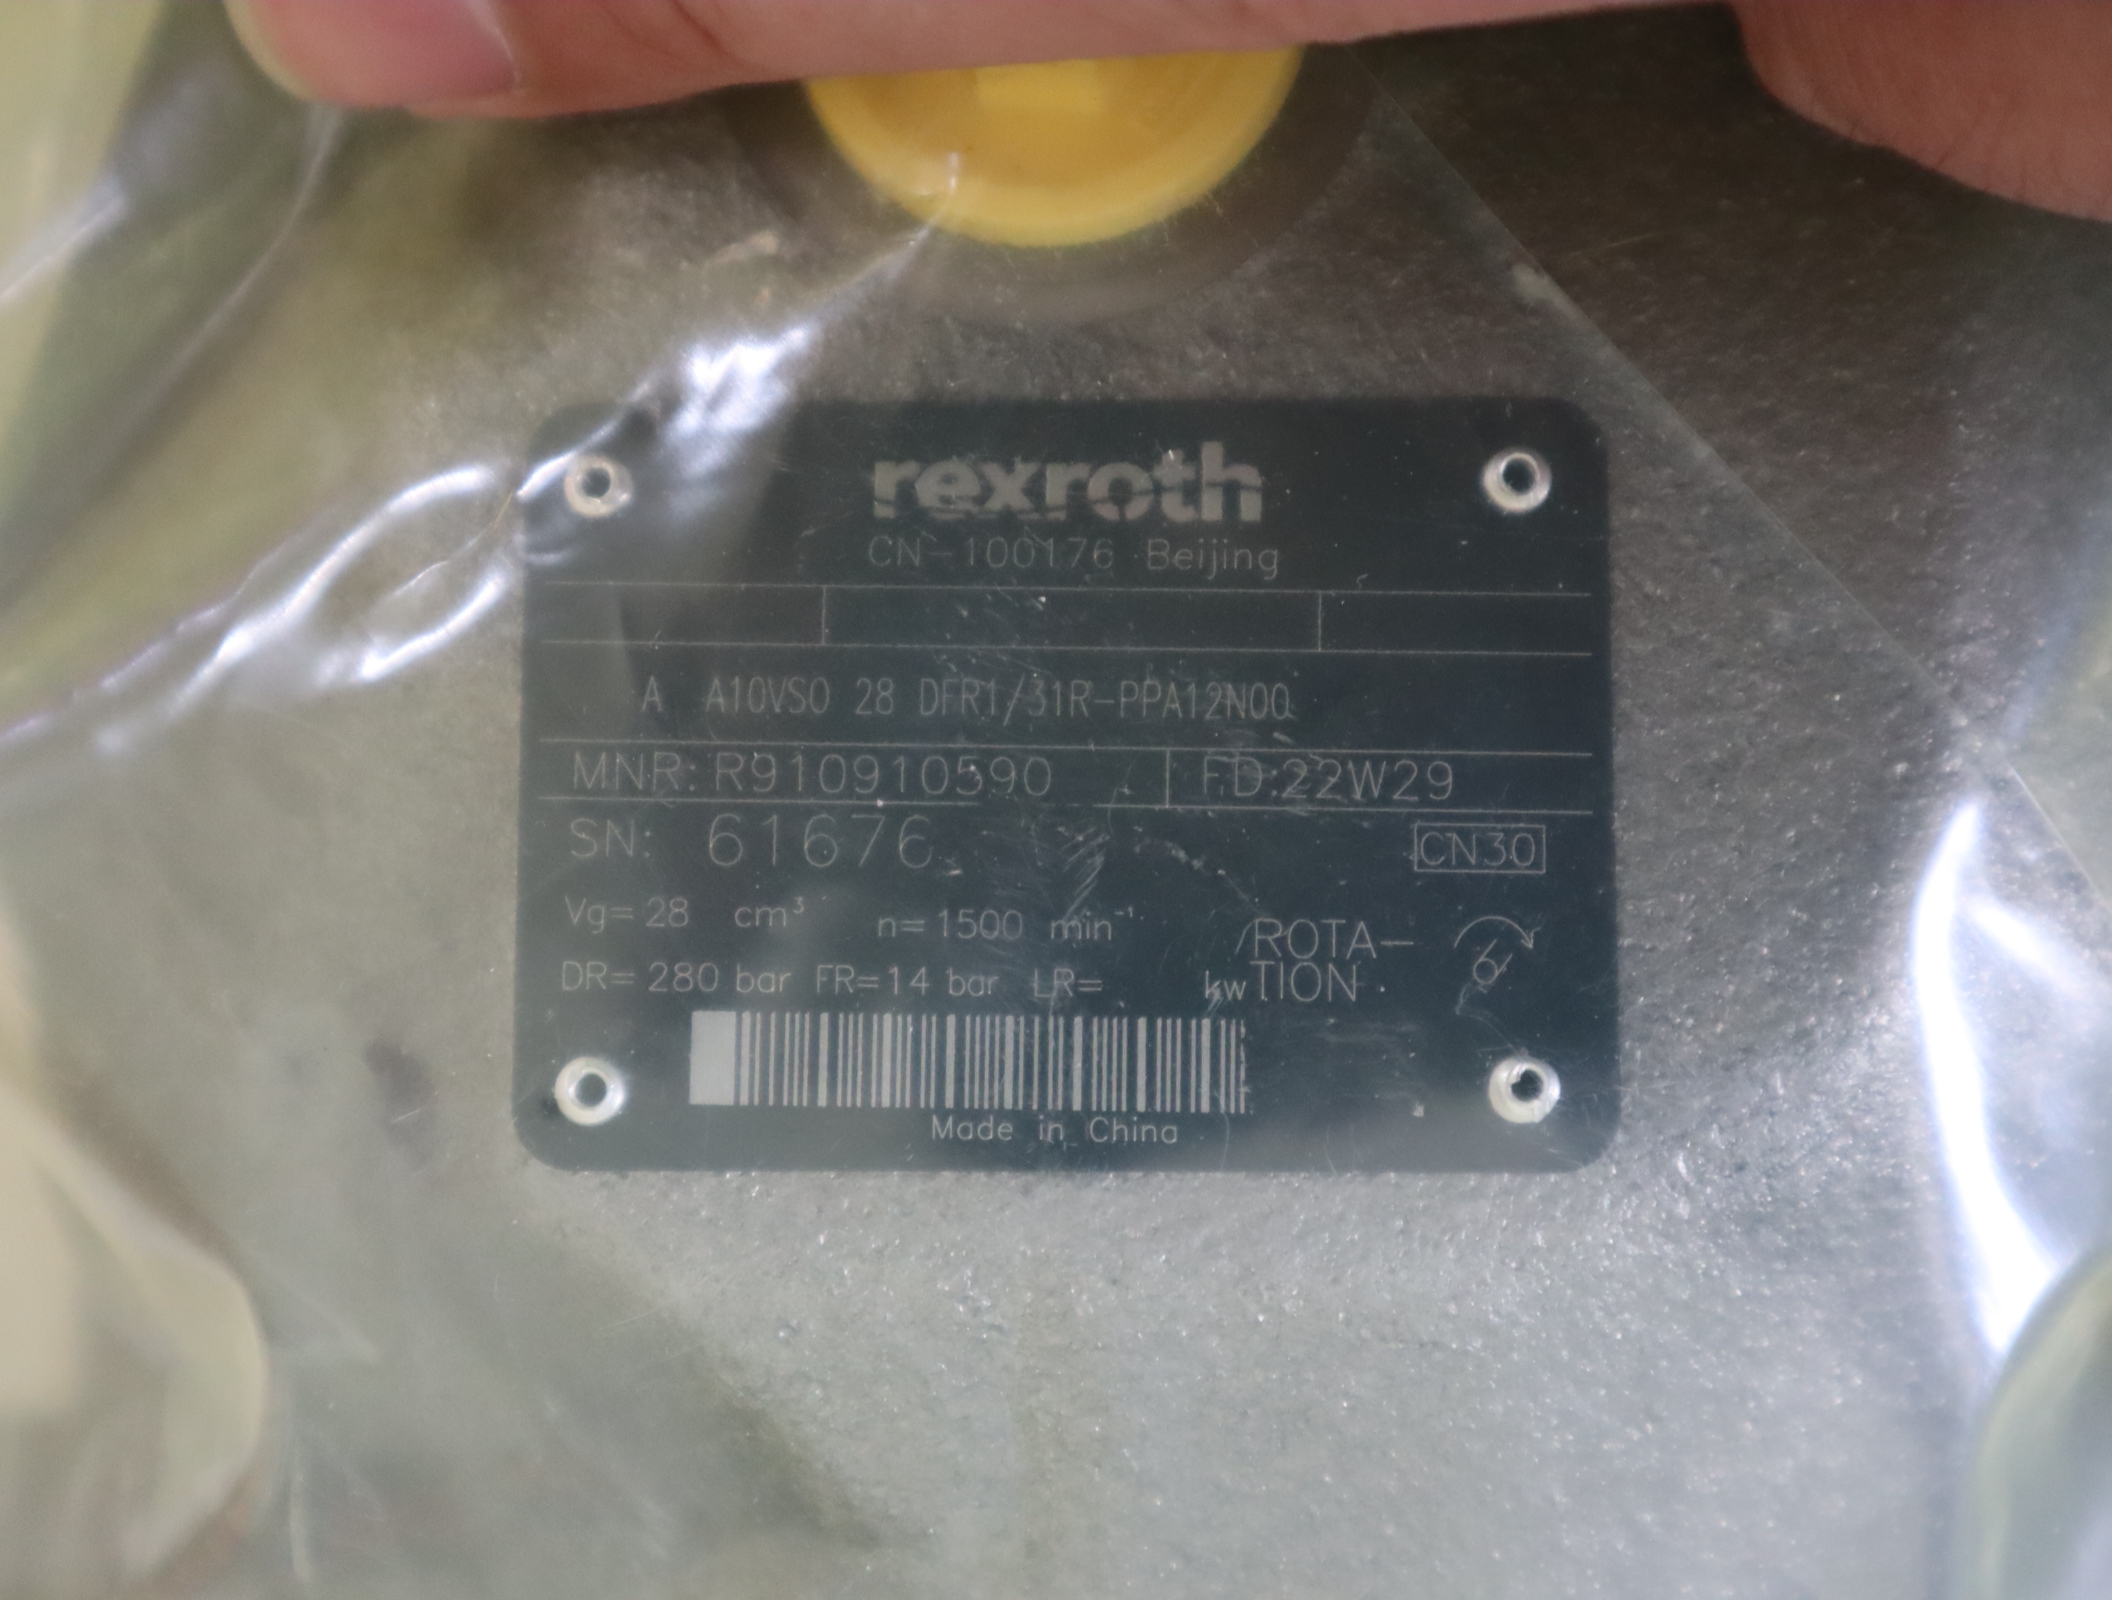 rexroth
CN-100176 Beijing
A A10VSO 28 DFR1/31R-PPA12N00
MNR: R910910590 FD:22W29
SN: 61676
CN30
Vg=28 cm³ n=1500 min⁻¹
DR=280 bar FR=14 bar LR= kw
ROTA-
TION
Made in China